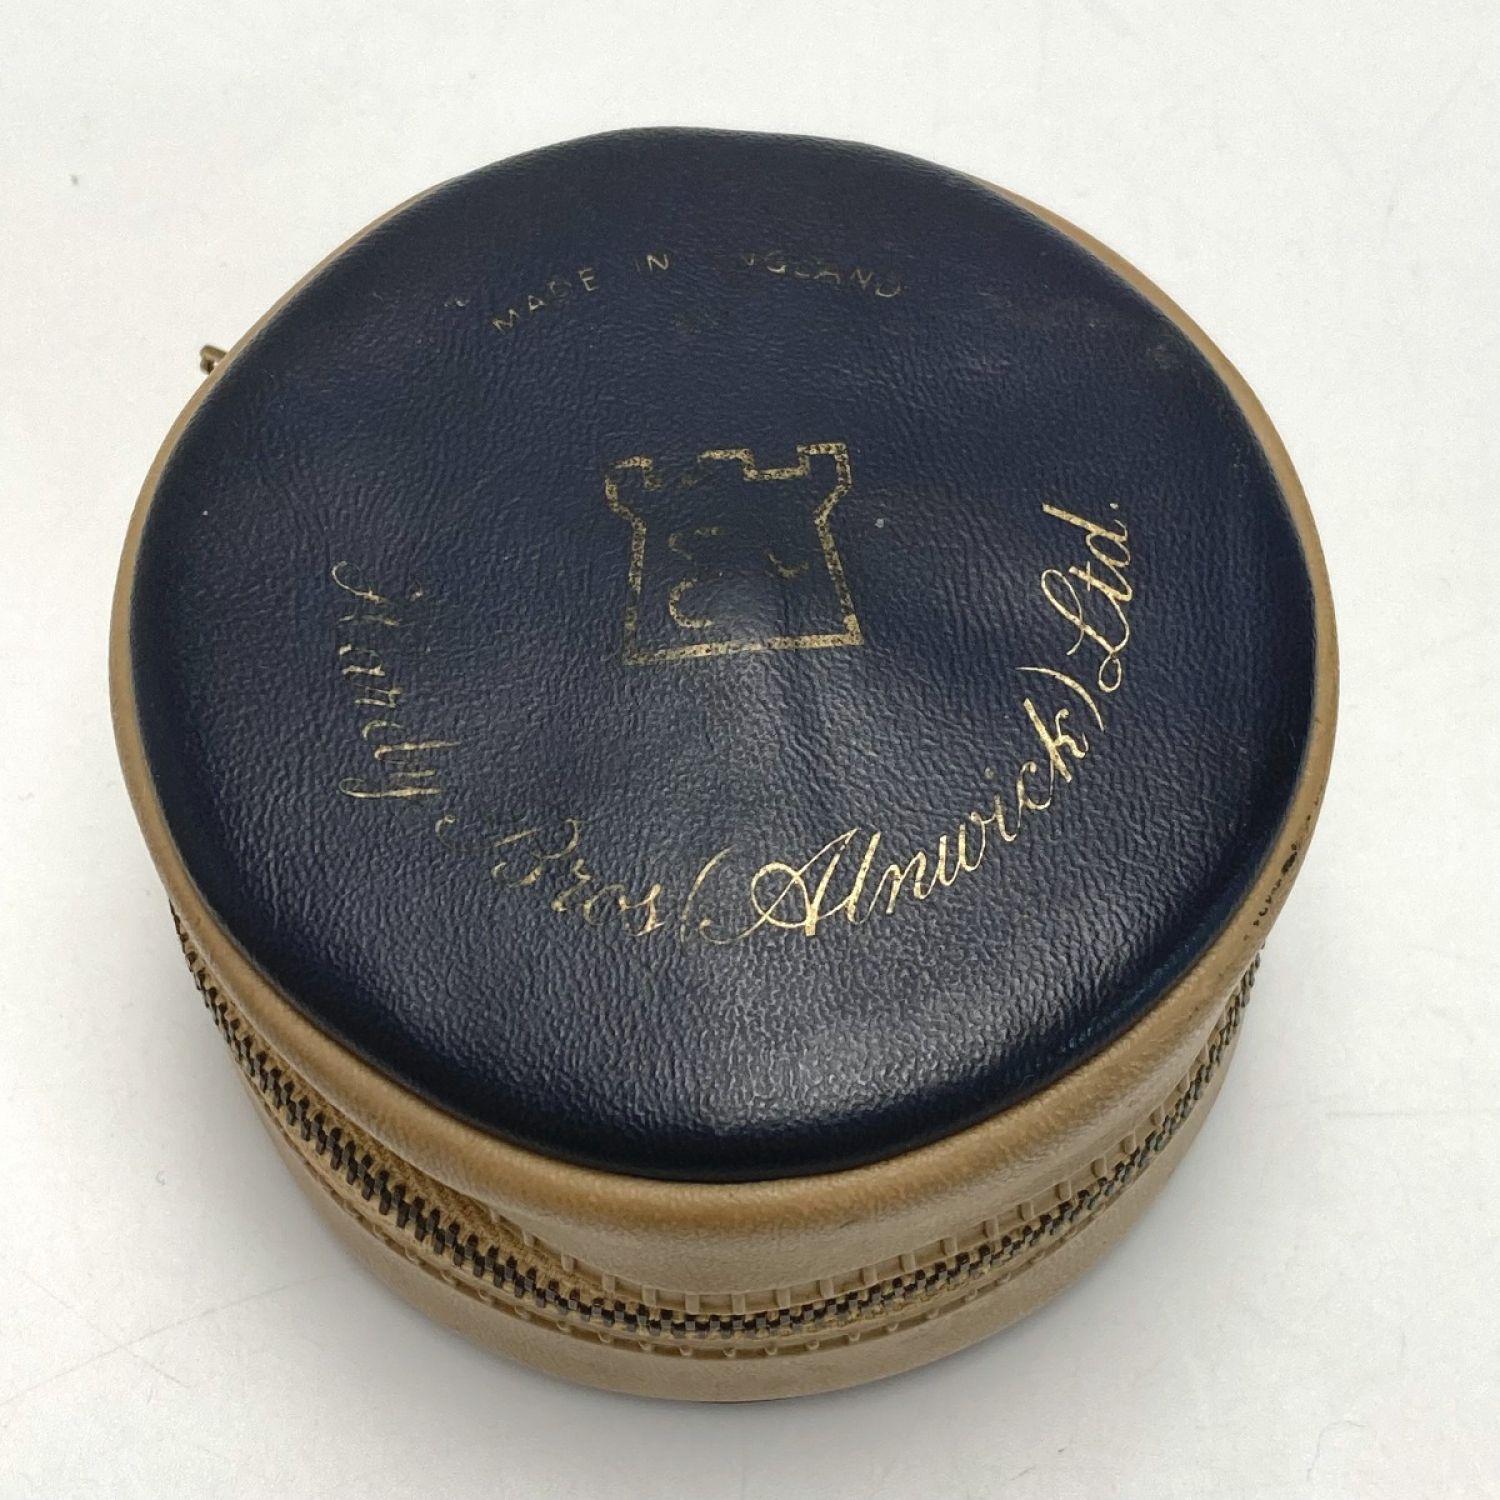 MADE IN ENGLAND
Hardy Bros (Alnwick) Ltd.